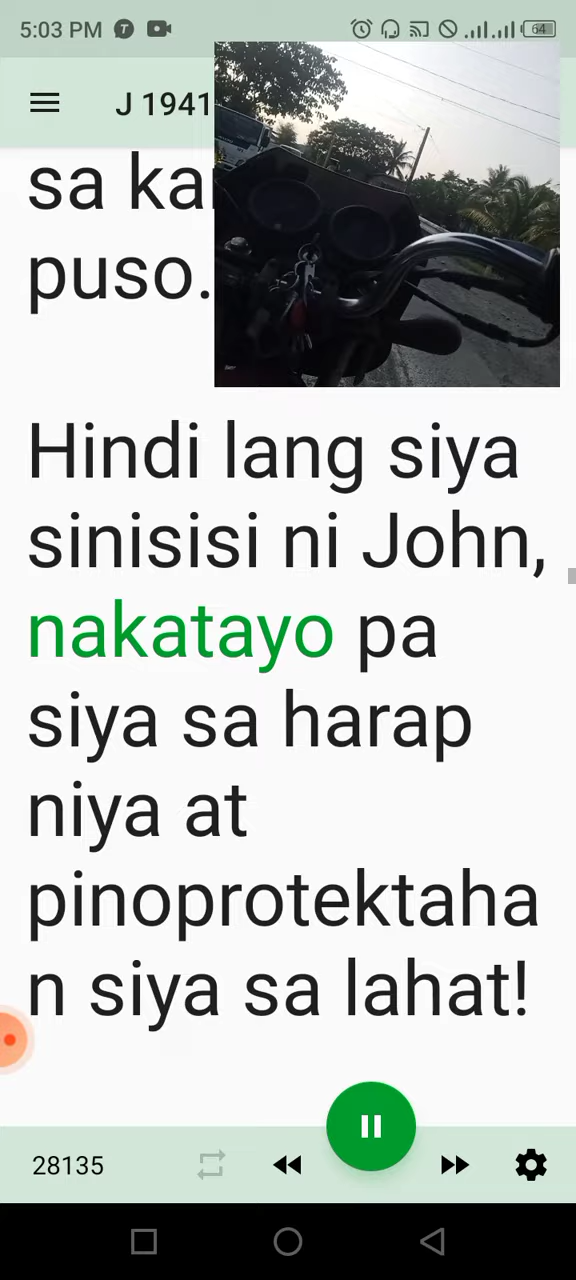 5:03 PM
64
J 1941
sa ka
puso.
Hindi lang siya
sinisisi ni John,
nakatayo pa
siya sa harap
niya at
pinoprotektaha
n siya sa lahat!
28135